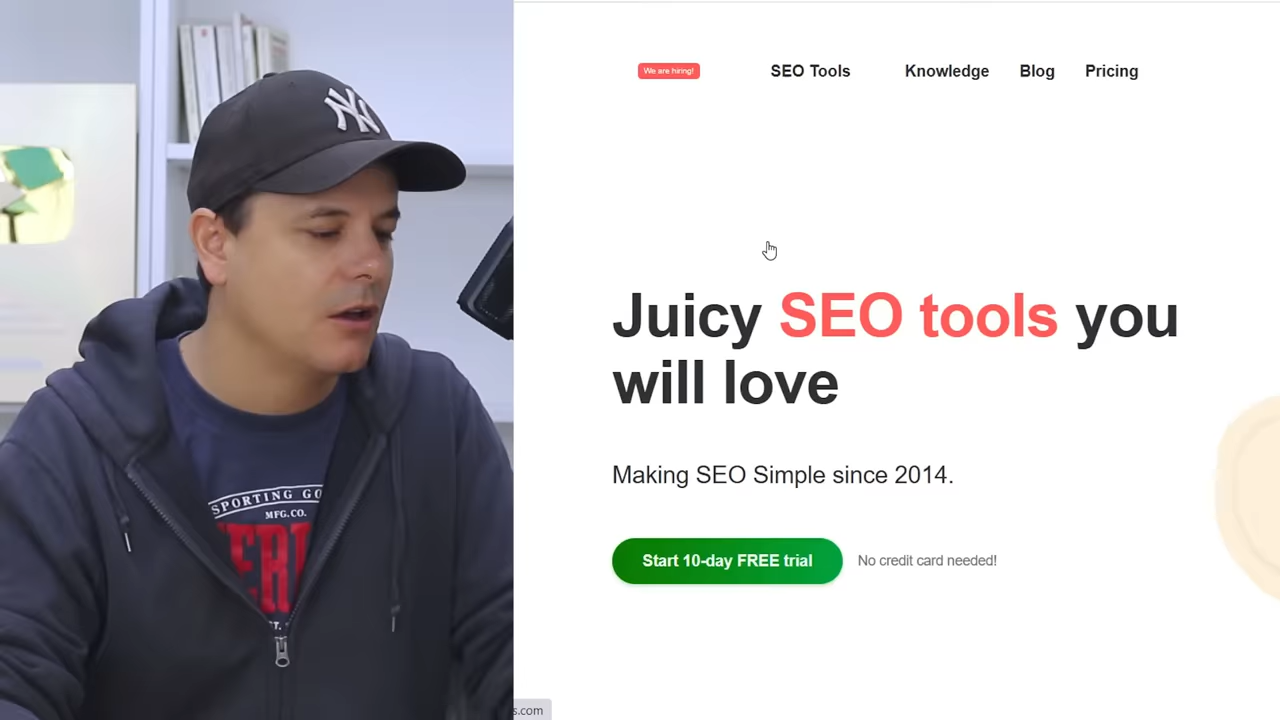 NY
We are hiring!
SEO Tools
Knowledge
Blog
Pricing
Juicy SEO tools you
will love
Making SEO Simple since 2014.
Start 10-day FREE trial
No credit card needed!
SPORTING GO
MFG.CO.
s.com